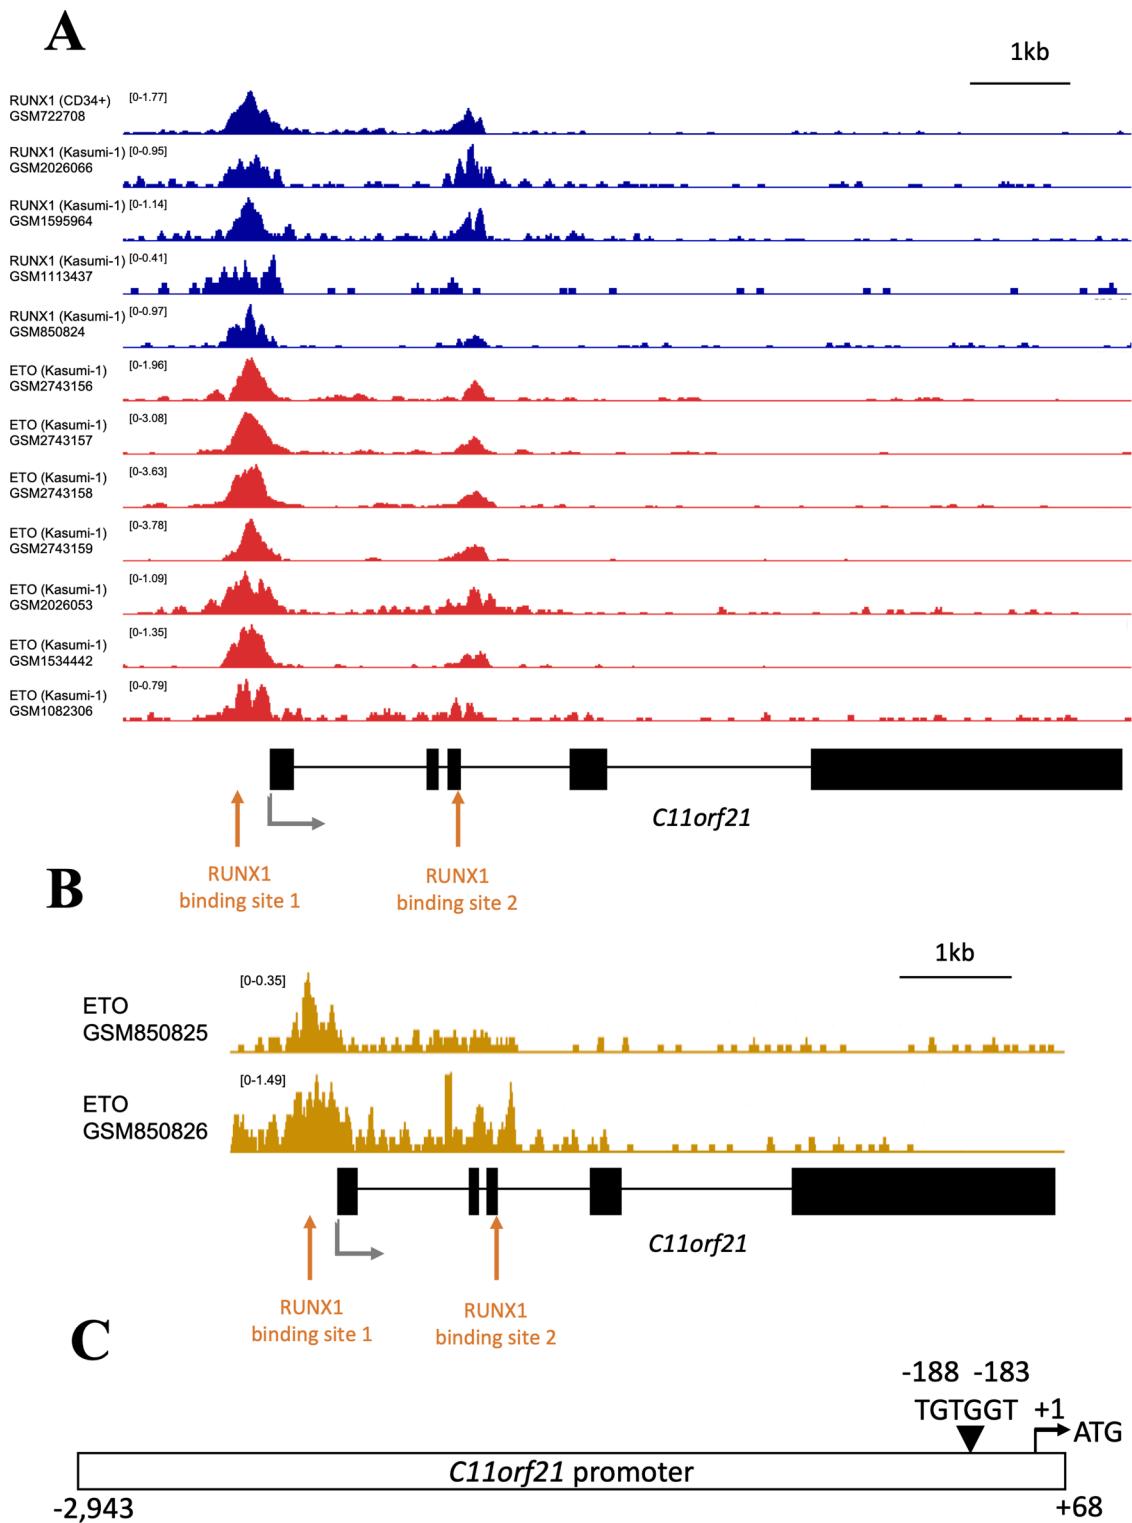 A
1kb
RUNX1 (CD34+) [0-1.77]
GSM722708
RUNX1 (Kasumi-1) [0-0.95]
GSM2026066
RUNX1 (Kasumi-1) [0-1.14]
GSM1595964
RUNX1 (Kasumi-1) [0-0.41]
GSM1113437
RUNX1 (Kasumi-1) [0-0.97]
GSM850824
ETO (Kasumi-1) [0-1.96]
GSM2743156
ETO (Kasumi-1) [0-3.08]
GSM2743157
ETO (Kasumi-1) [0-3.63]
GSM2743158
ETO (Kasumi-1) [0-3.78]
GSM2743159
ETO (Kasumi-1) [0-1.09]
GSM2026053
ETO (Kasumi-1) [0-1.35]
GSM1534442
ETO (Kasumi-1) [0-0.79]
GSM1082306
C11orf21
RUNX1
binding site 1
RUNX1
binding site 2
B
1kb
[0-0.35]
ETO
GSM850825
[0-1.49]
ETO
GSM850826
C11orf21
RUNX1
binding site 1
RUNX1
binding site 2
C
-188 -183
TGTGGT +1
ATG
C11orf21 promoter
-2,943
+68